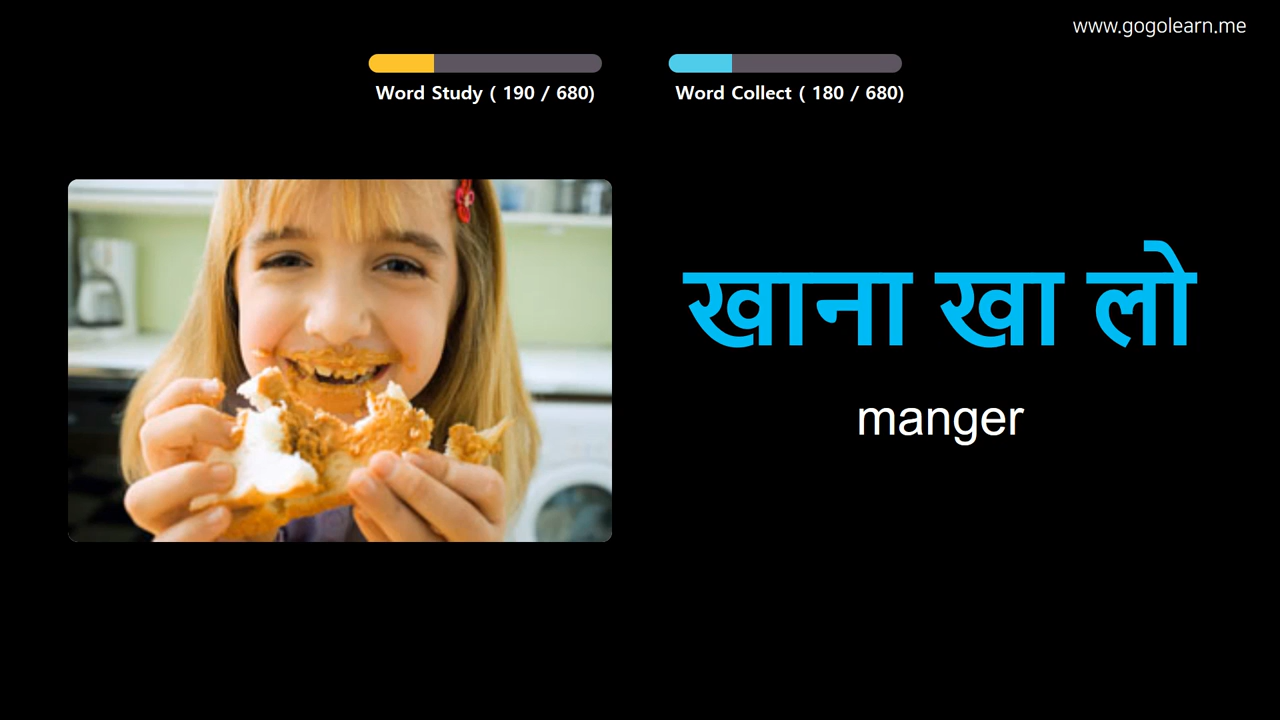 www.gogolearn.me
Word Study ( 190 / 680)
Word Collect ( 180 / 680)
खाना खा लो
manger